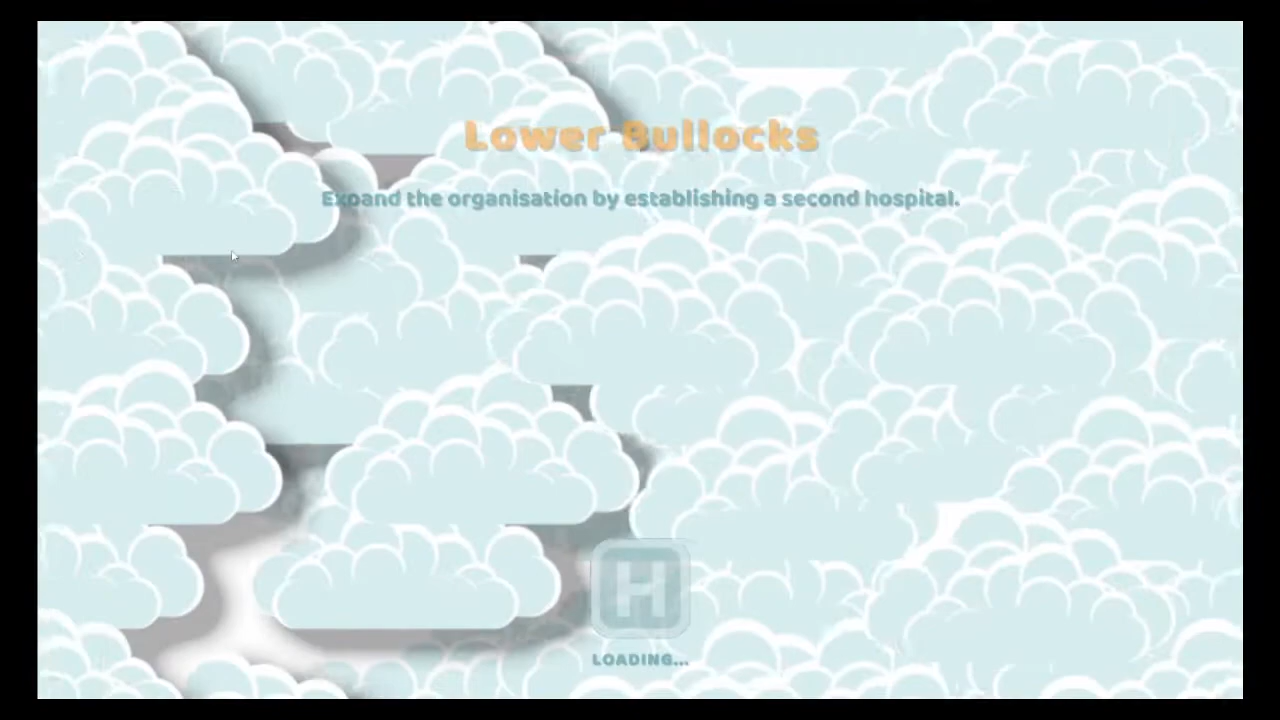 Lower Bullocks
Expand the organisation by establishing a second hospital.
H
LOADING...